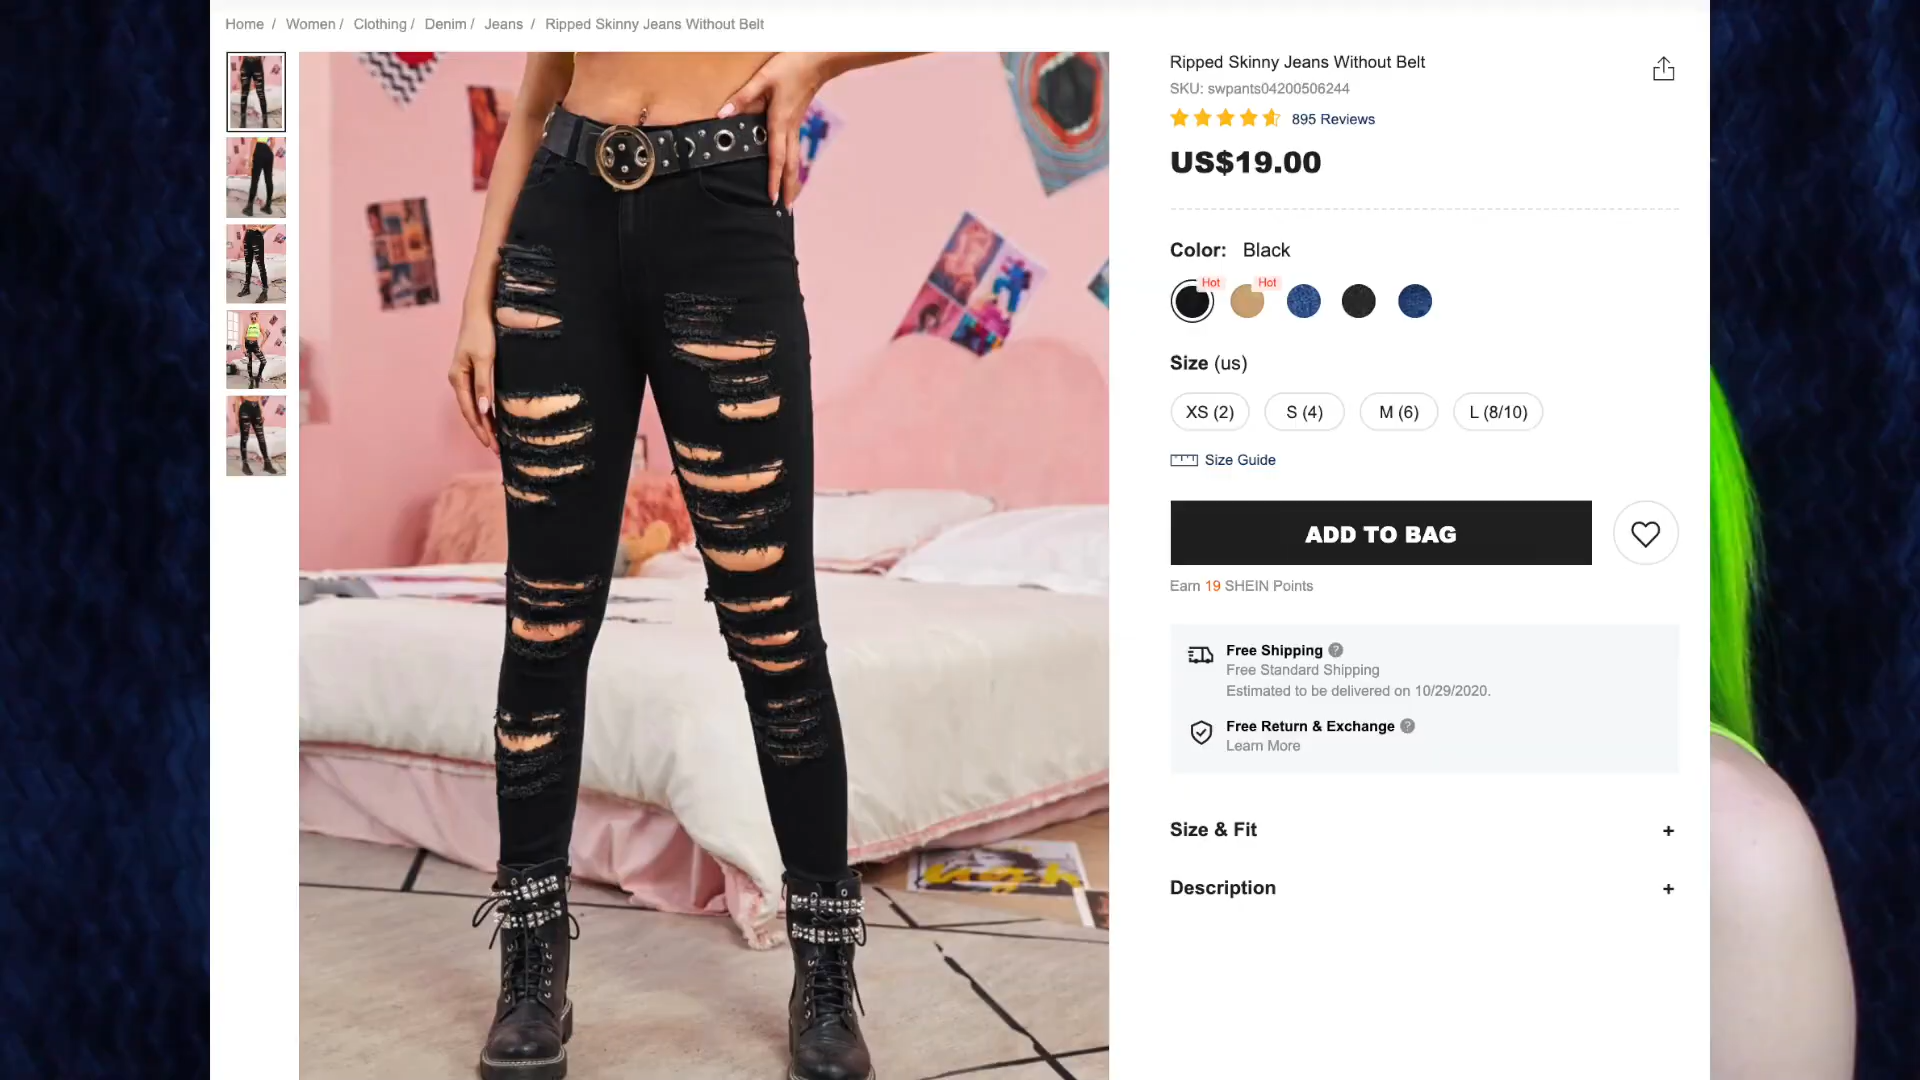 Home / Women / Clothing / Denim / Jeans / Ripped Skinny Jeans Without Belt
Ripped Skinny Jeans Without Belt
SKU: swpants04200506244
895 Reviews
US$19.00
Color: Black
Hot
Hot
Size (us)
XS (2)
S (4)
M (6)
L (8/10)
Size Guide
ADD TO BAG
Earn 19 SHEIN Points
Free Shipping ?
Free Standard Shipping
Estimated to be delivered on 10/29/2020.
Free Return & Exchange ?
Learn More
Size & Fit +
Description +
ugh